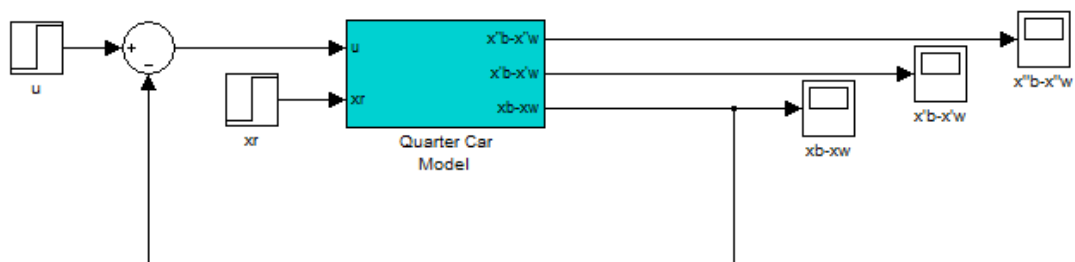 +
−
u
u
xr
x''b-x''w
x'b-x'w
xb-xw
xr
Quarter Car
Model
xb-xw
x'b-x'w
x''b-x''w